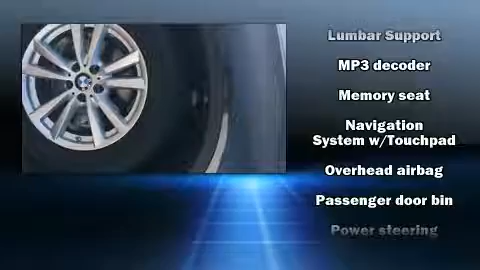 Lumbar Support
MP3 decoder
Memory seat
Navigation
System w/Touchpad
Overhead airbag
Passenger door bin
Power steering